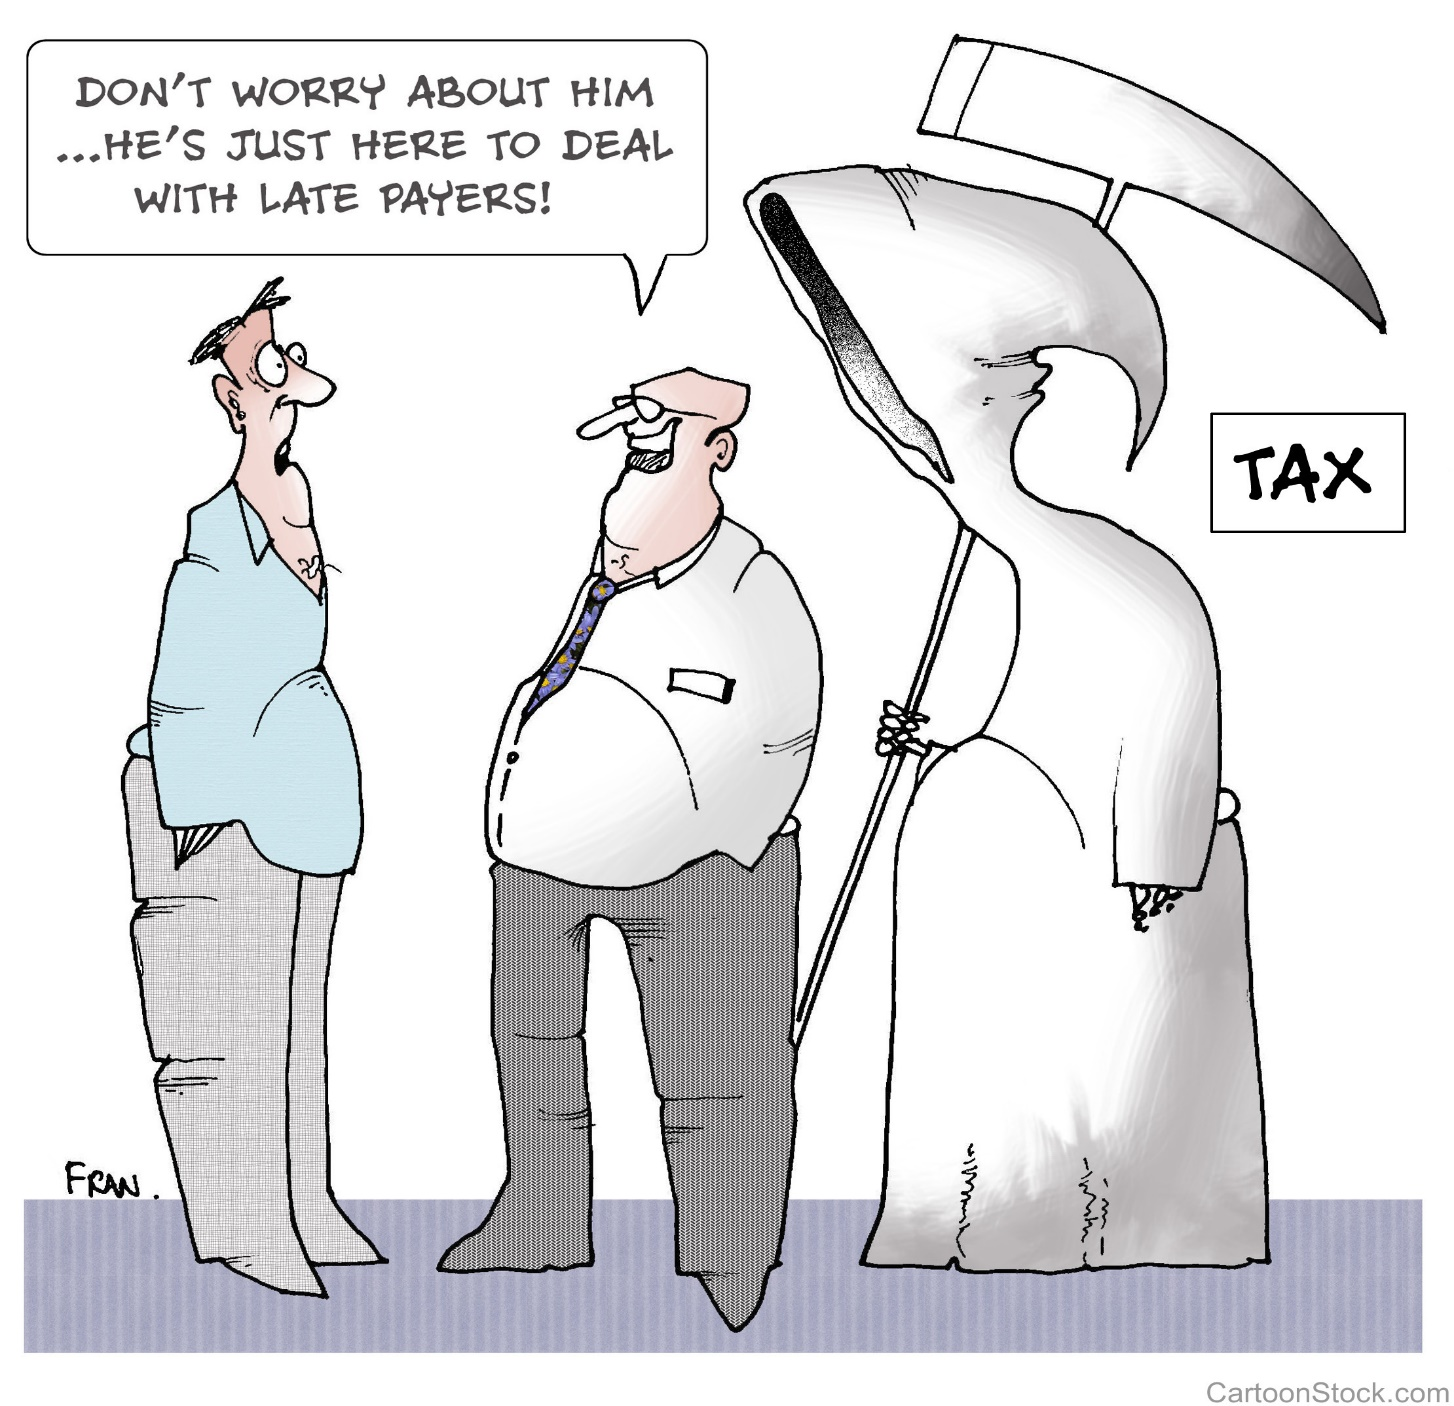 DON'T WORRY ABOUT HIM
...HE'S JUST HERE TO DEAL
WITH LATE PAYERS!
TAX
FRAN.
CartoonStock.com